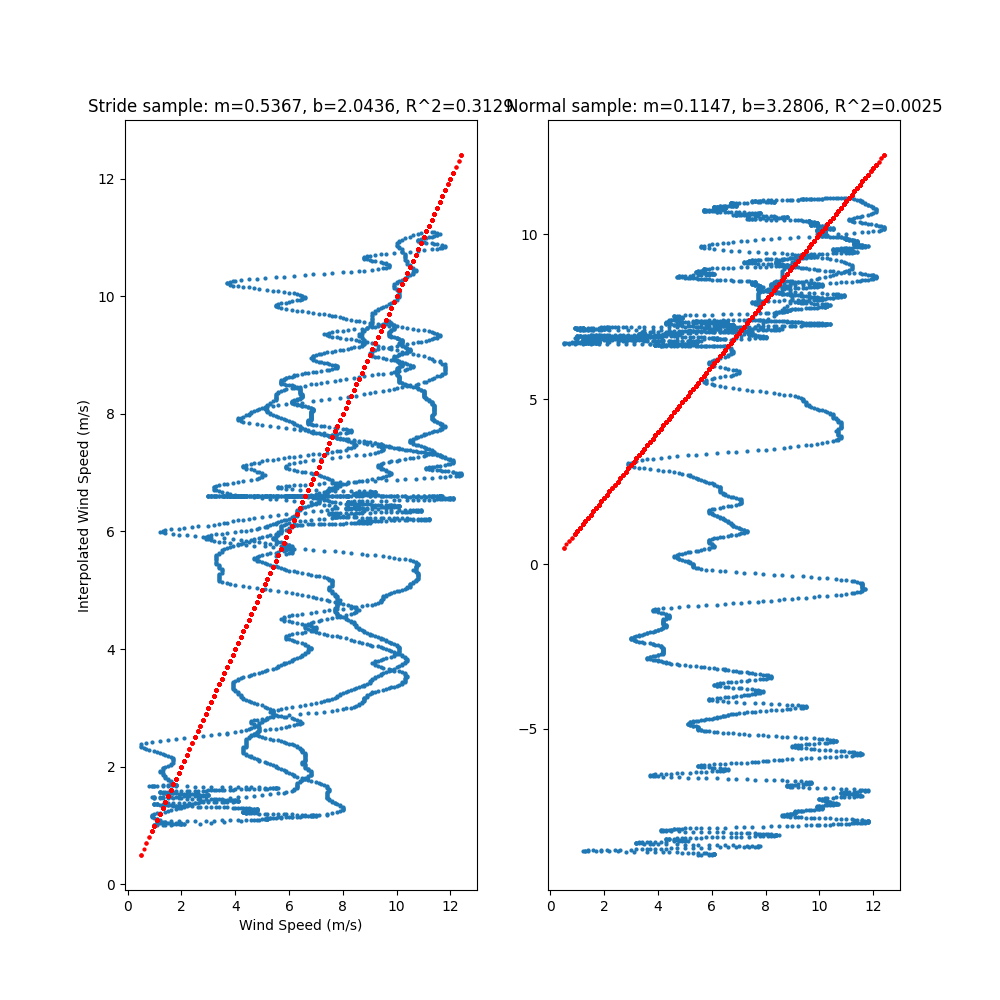 Stride sample: m=0.5367, b=2.0436, R^2=0.3129
Normal sample: m=0.1147, b=3.2806, R^2=0.0025
Interpolated Wind Speed (m/s)
12
10
8
6
4
2
0
0 2 4 6 8 10 12
Wind Speed (m/s)
10
5
0
−5
0 2 4 6 8 10 12